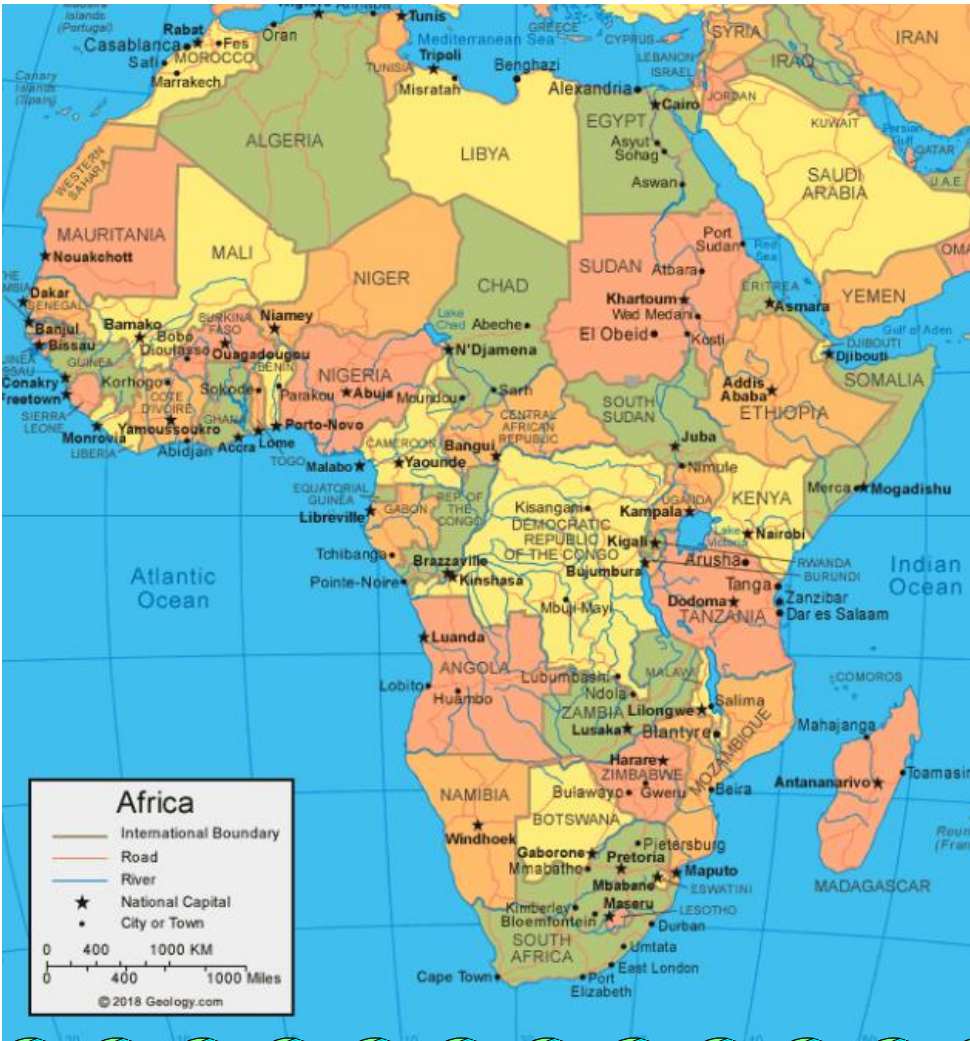 Islands
(Portugal)
Canary
Islands
(Spain)
Rabat
Casablanca
Safi
Fes
MOROCCO
Marrakech
Oran
Tunis
TUNISIA
Mediterranean Sea
Tripoli
Misratah
Benghazi
GREECE
CYPRUS
LEBANON
ISRAEL
SYRIA
IRAQ
IRAN
JORDAN
KUWAIT
Persian
Gulf
QATAR
U.A.E.
SAUDI
ARABIA
YEMEN
Gulf of Aden
Red
Sea
Alexandria
Cairo
EGYPT
Asyut
Sohag
Aswan
ALGERIA
LIBYA
WESTERN
SAHARA
MAURITANIA
Nouakchott
MALI
NIGER
CHAD
SUDAN
Port
Sudan
Atbara
Khartoum
Wad Medani
El Obeid
Kosti
ERITREA
Asmara
DJIBOUTI
Djibouti
SOMALIA
Addis
Ababa
ETHIOPIA
THE
Dakar
SENEGAL
Banjul
Bissau
GUINEA
Conakry
Freetown
SIERRA
LEONE
Monrovia
LIBERIA
Bamako
Bobo
Dioulasso
BURKINA
FASO
Ouagadougou
Niamey
BENIN
Korhogo
COTE
D'IVOIRE
Yamoussoukro
Abidjan
GHANA
Accra
Sokode
Lome
TOGO
Parakou
Porto-Novo
NIGERIA
Abuja
Lake
Chad
Abeche
N'Djamena
Moundou
Sarh
CENTRAL
AFRICAN
REPUBLIC
Bangui
CAMEROON
Yaounde
Malabo
EQUATORIAL
GUINEA
Libreville
GABON
REP. OF
THE
CONGO
Tchibanga
Brazzaville
Pointe-Noire
Kinshasa
SOUTH
SUDAN
Juba
Nimule
UGANDA
Kampala
KENYA
Nairobi
Lake
Victoria
Merca
Mogadishu
Kisangani
DEMOCRATIC
REPUBLIC
OF THE CONGO
Kigali
Bujumbura
RWANDA
BURUNDI
Mbuji-Mayi
Arusha
Tanga
Zanzibar
Dar es Salaam
Dodoma
TANZANIA
Atlantic
Ocean
Indian
Ocean
Luanda
ANGOLA
Lobito
Huambo
Lubumbashi
Ndola
ZAMBIA
Lusaka
MALAWI
Lilongwe
Salima
Blantyre
MOZAMBIQUE
COMOROS
Mahajanga
Antananarivo
MADAGASCAR
Harare
ZIMBABWE
Bulawayo
Gweru
Beira
NAMIBIA
Windhoek
BOTSWANA
Gaborone
Mmabatho
Pretoria
Pietersburg
Maputo
Mbabane
ESWATINI
Maseru
LESOTHO
Kimberley
Bloemfontein
Durban
SOUTH
AFRICA
Umtata
East London
Port
Elizabeth
Cape Town
Africa
International Boundary
Road
River
National Capital
City or Town
0 400 1000 KM
0 400 1000 Miles
© 2018 Geology.com